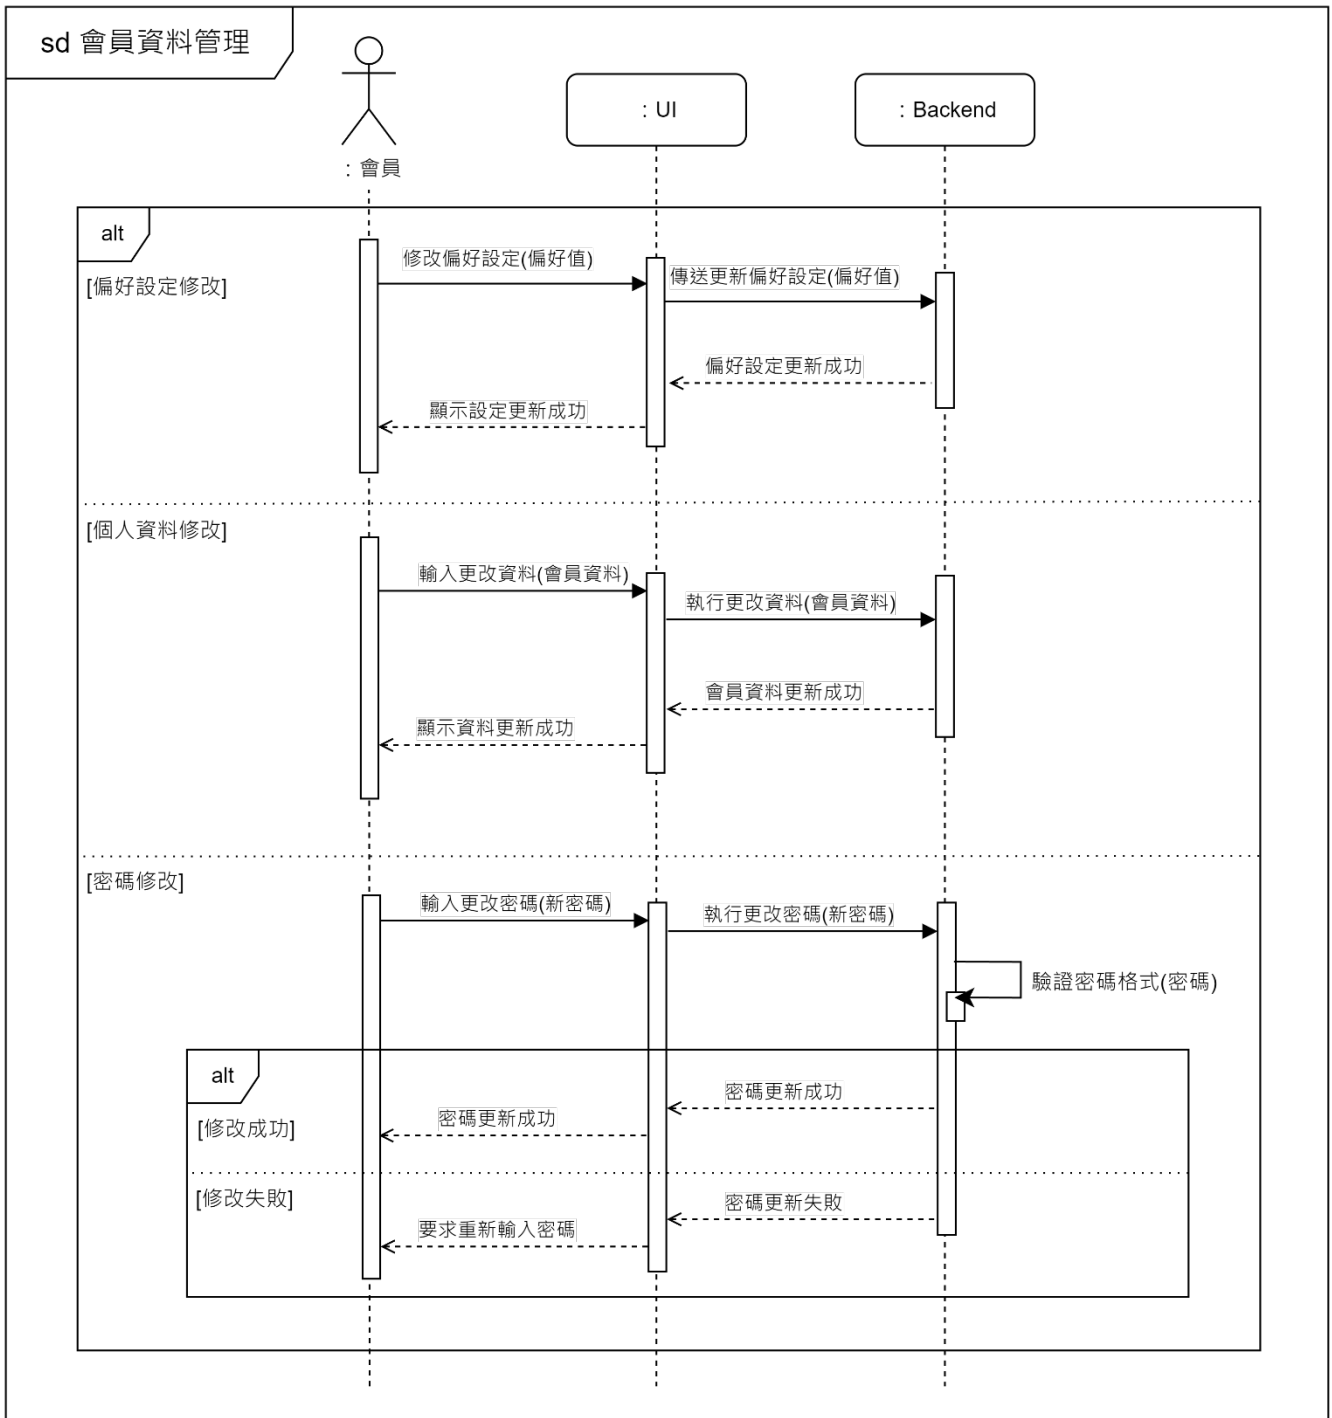 sd 會員資料管理
: 會員
: UI
: Backend
alt
[偏好設定修改]
修改偏好設定(偏好值)
傳送更新偏好設定(偏好值)
偏好設定更新成功
顯示設定更新成功
[個人資料修改]
輸入更改資料(會員資料)
執行更改資料(會員資料)
會員資料更新成功
顯示資料更新成功
[密碼修改]
輸入更改密碼(新密碼)
執行更改密碼(新密碼)
驗證密碼格式(密碼)
alt
[修改成功]
密碼更新成功
密碼更新成功
[修改失敗]
密碼更新失敗
要求重新輸入密碼